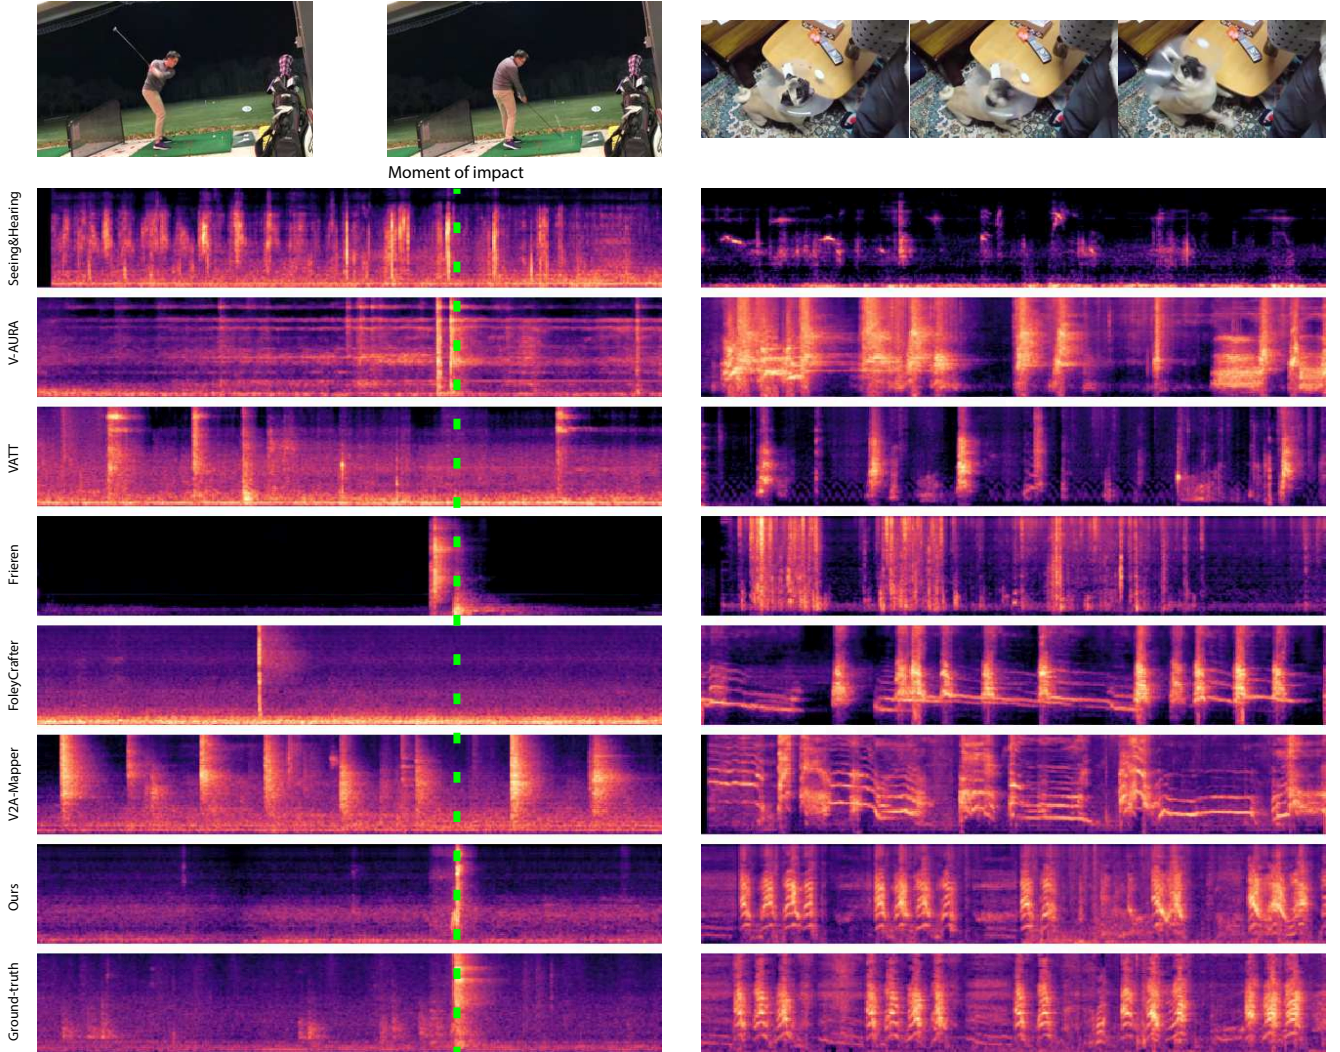 Moment of impact
Seeing&Hearing
V-AURA
VATT
Frieren
FoleyCrafter
V2A-Mapper
Ours
Ground-truth